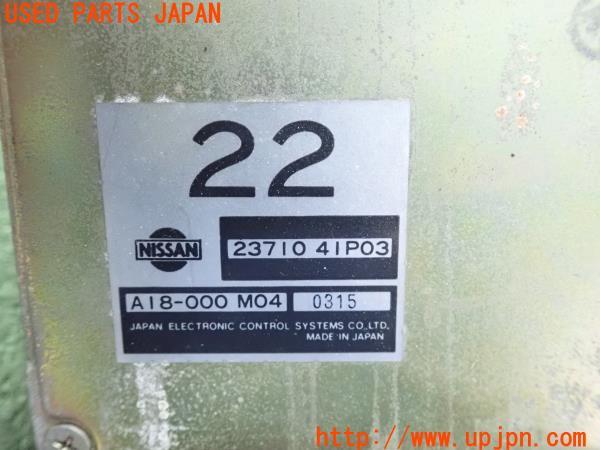 USED PARTS JAPAN
22
NISSAN
23710 41P03
A18-000 M04
0315
JAPAN ELECTRONIC CONTROL SYSTEMS CO.,LTD.
MADE IN JAPAN
http://www.upjpn.com/